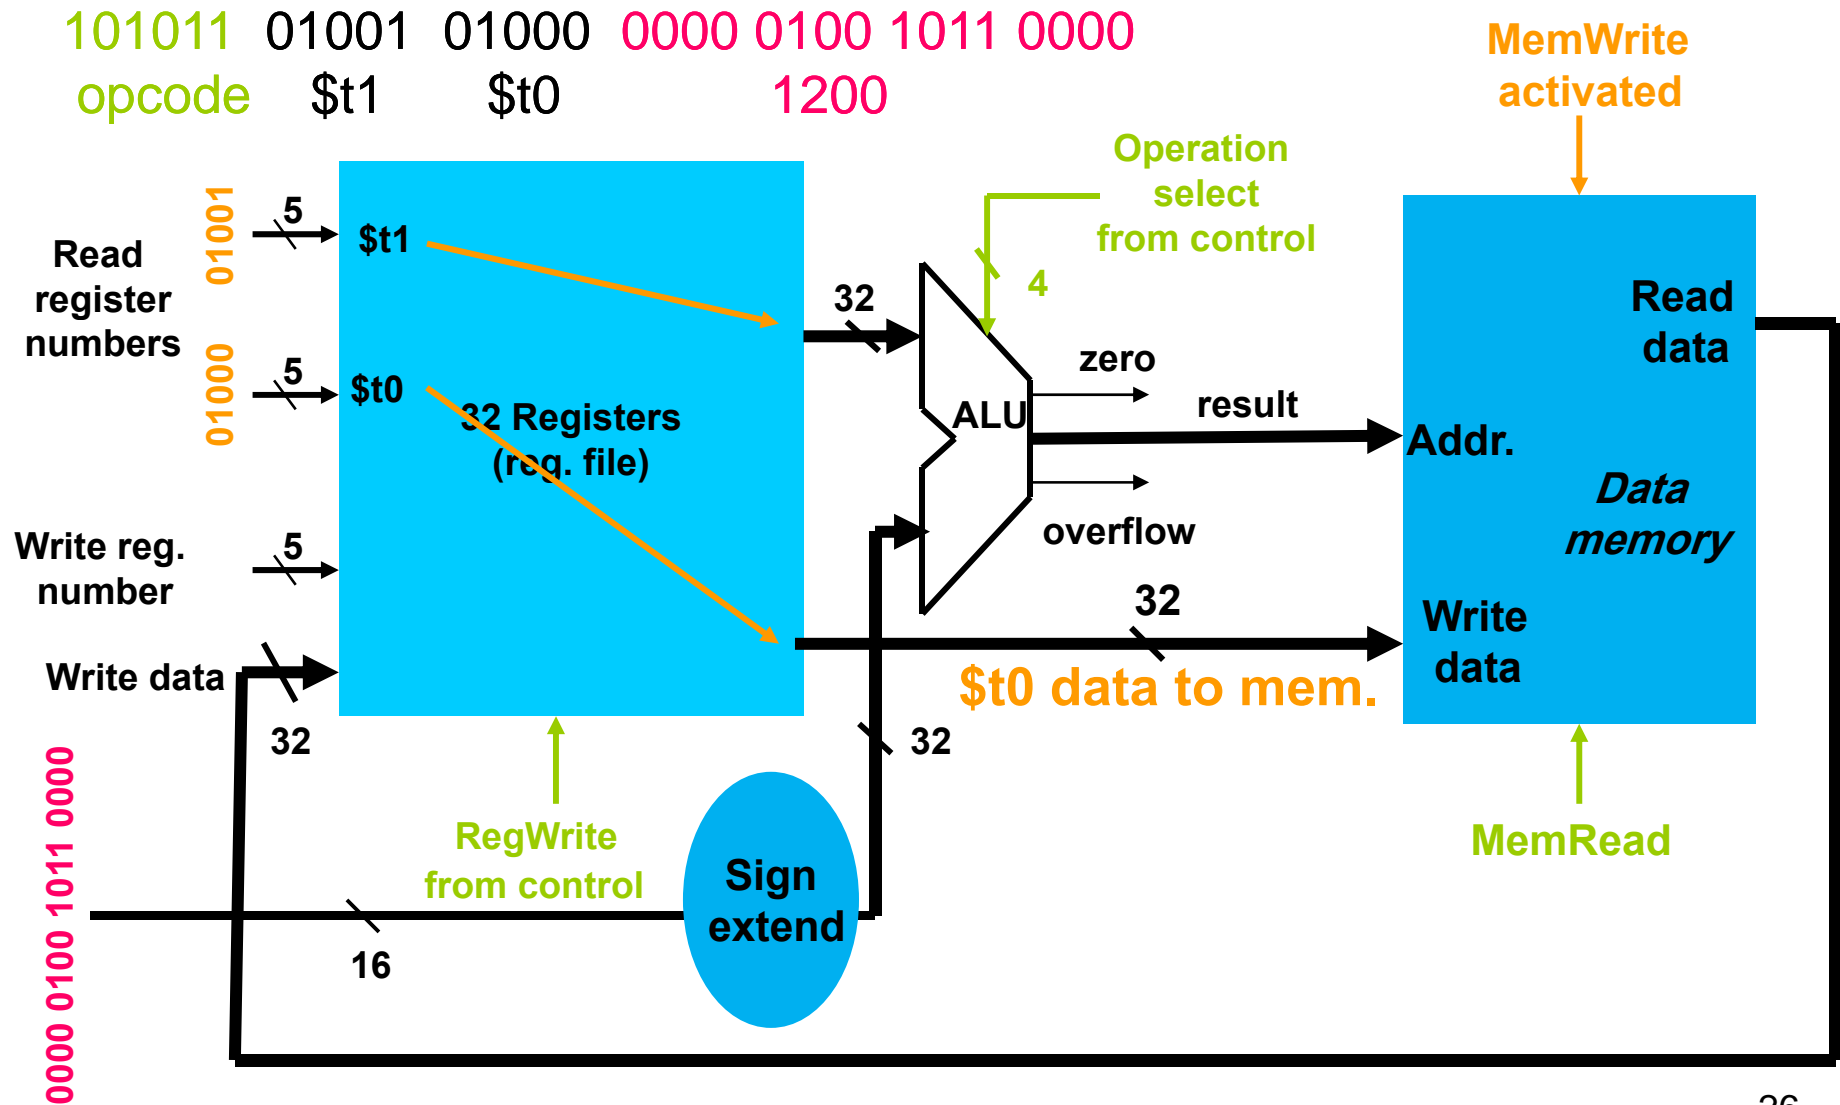 101011 01001 01000 0000 0100 1011 0000
opcode $t1 $t0 1200
MemWrite
activated
Operation
select
from control
4
Read
register
numbers
01001
5
$t1
01000
5
$t0
32 Registers
(reg. file)
32
ALU
zero
result
overflow
Read
data
Addr.
Data
memory
Write
data
Write reg.
number
5
Write data
32
32
$t0 data to mem.
32
RegWrite
from control
Sign
extend
MemRead
0000 0100 1011 0000
16